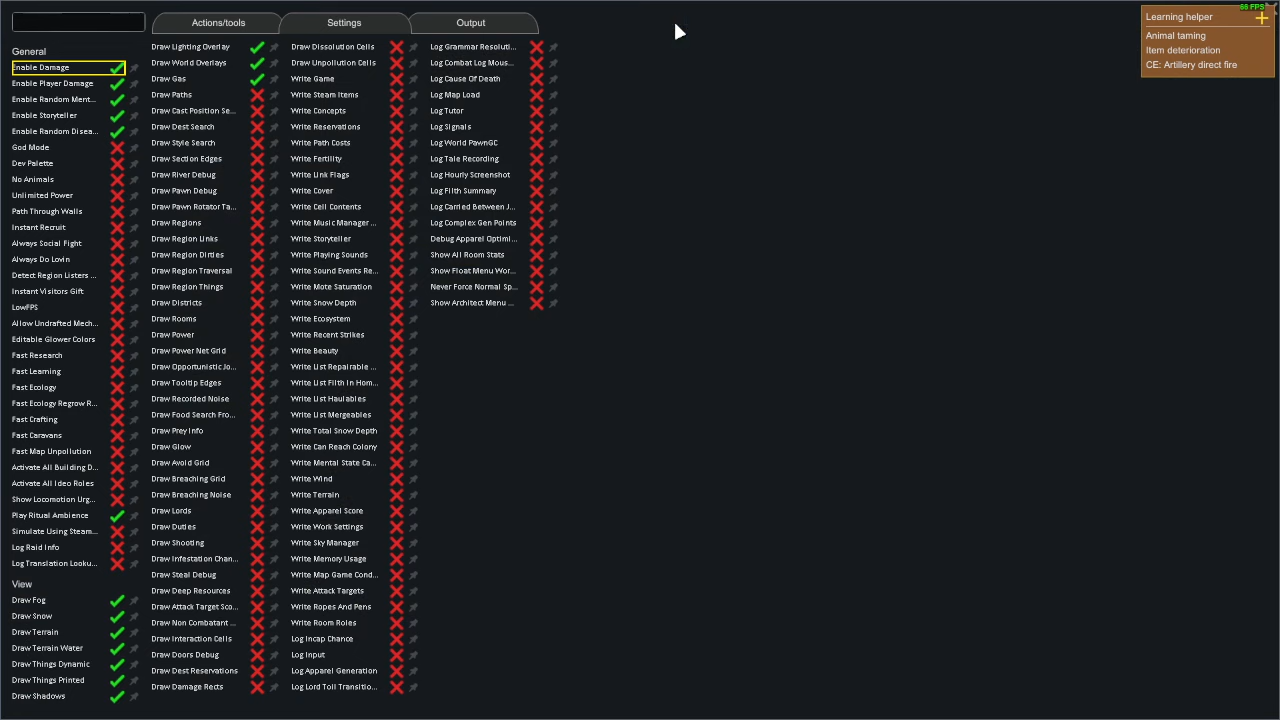 66 FPS
Actions/tools
Settings
Output
Learning helper
Animal taming
Item deterioration
CE: Artillery direct fire
General
Enable Damage
Enable Player Damage
Enable Random Ment...
Enable Storyteller
Enable Random Disea...
God Mode
Dev Palette
No Animals
Unlimited Power
Path Through Walls
Instant Recruit
Always Social Fight
Always Do Lovin
Detect Region Listers ...
Instant Visitors Gift
LowFPS
Allow Undrafted Mech...
Editable Glower Colors
Fast Research
Fast Learning
Fast Ecology
Fast Ecology Regrow R...
Fast Crafting
Fast Caravans
Fast Map Unpollution
Activate All Building D...
Activate All Ideo Roles
Show Locomotion Urg...
Play Ritual Ambience
Simulate Using Steam...
Log Raid Info
Log Translation Looku...
View
Draw Fog
Draw Snow
Draw Terrain
Draw Terrain Water
Draw Things Dynamic
Draw Things Printed
Draw Shadows
Draw Lighting Overlay
Draw World Overlays
Draw Gas
Draw Paths
Draw Cast Position Se...
Draw Dest Search
Draw Style Search
Draw Section Edges
Draw River Debug
Draw Pawn Debug
Draw Pawn Rotator Ta...
Draw Regions
Draw Region Links
Draw Region Dirties
Draw Region Traversal
Draw Region Things
Draw Districts
Draw Rooms
Draw Power
Draw Power Net Grid
Draw Opportunistic Jo...
Draw Tooltip Edges
Draw Recorded Noise
Draw Food Search Fro...
Draw Prey Info
Draw Glow
Draw Avoid Grid
Draw Breaching Grid
Draw Breaching Noise
Draw Lords
Draw Duties
Draw Shooting
Draw Infestation Chan...
Draw Steal Debug
Draw Deep Resources
Draw Attack Target Sco...
Draw Non Combatant ...
Draw Interaction Cells
Draw Doors Debug
Draw Dest Reservations
Draw Damage Rects
Draw Dissolution Cells
Draw Unpollution Cells
Write Game
Write Steam Items
Write Concepts
Write Reservations
Write Path Costs
Write Fertility
Write Link Flags
Write Cover
Write Cell Contents
Write Music Manager ...
Write Storyteller
Write Playing Sounds
Write Sound Events Re...
Write Mote Saturation
Write Snow Depth
Write Ecosystem
Write Recent Strikes
Write Beauty
Write List Repairable ...
Write List Filth In Hom...
Write List Haulables
Write List Mergeables
Write Total Snow Depth
Write Can Reach Colony
Write Mental State Ca...
Write Wind
Write Terrain
Write Apparel Score
Write Work Settings
Write Sky Manager
Write Memory Usage
Write Map Game Cond...
Write Attack Targets
Write Ropes And Pens
Write Room Roles
Log Incap Chance
Log Input
Log Apparel Generation
Log Lord Toil Transitio...
Log Grammar Resoluti...
Log Combat Log Mous...
Log Cause Of Death
Log Map Load
Log Tutor
Log Signals
Log World PawnGC
Log Tale Recording
Log Hourly Screenshot
Log Filth Summary
Log Carried Between J...
Log Complex Gen Points
Debug Apparel Optimi...
Show All Room Stats
Show Float Menu Wor...
Never Force Normal Sp...
Show Architect Menu ...